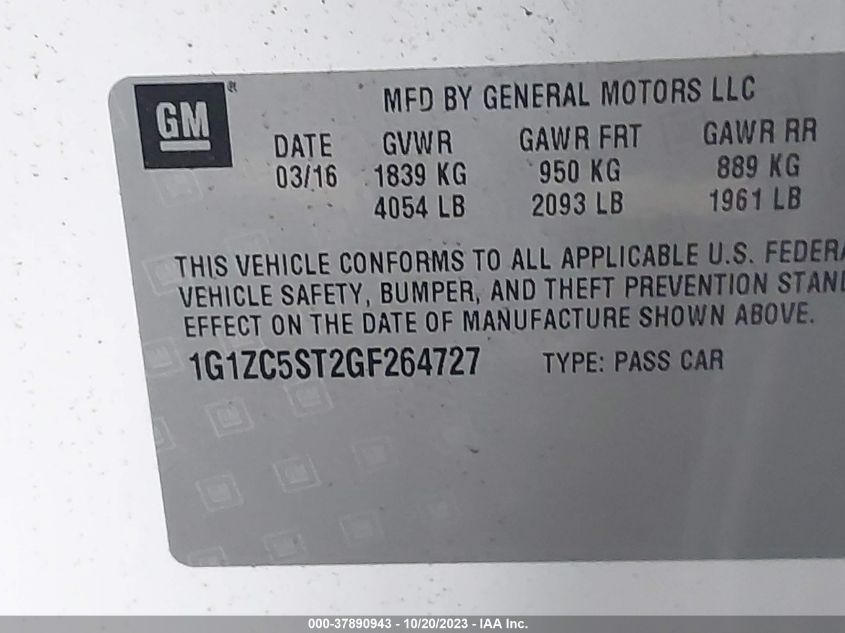 GM®
MFD BY GENERAL MOTORS LLC
DATE GVWR GAWR FRT GAWR RR
03/16 1839 KG 950 KG 889 KG
4054 LB 2093 LB 1961 LB
THIS VEHICLE CONFORMS TO ALL APPLICABLE U.S. FEDERA
VEHICLE SAFETY, BUMPER, AND THEFT PREVENTION STAND
EFFECT ON THE DATE OF MANUFACTURE SHOWN ABOVE.
1G1ZC5ST2GF264727 TYPE: PASS CAR
000-37890943 - 10/20/2023 - IAA Inc.